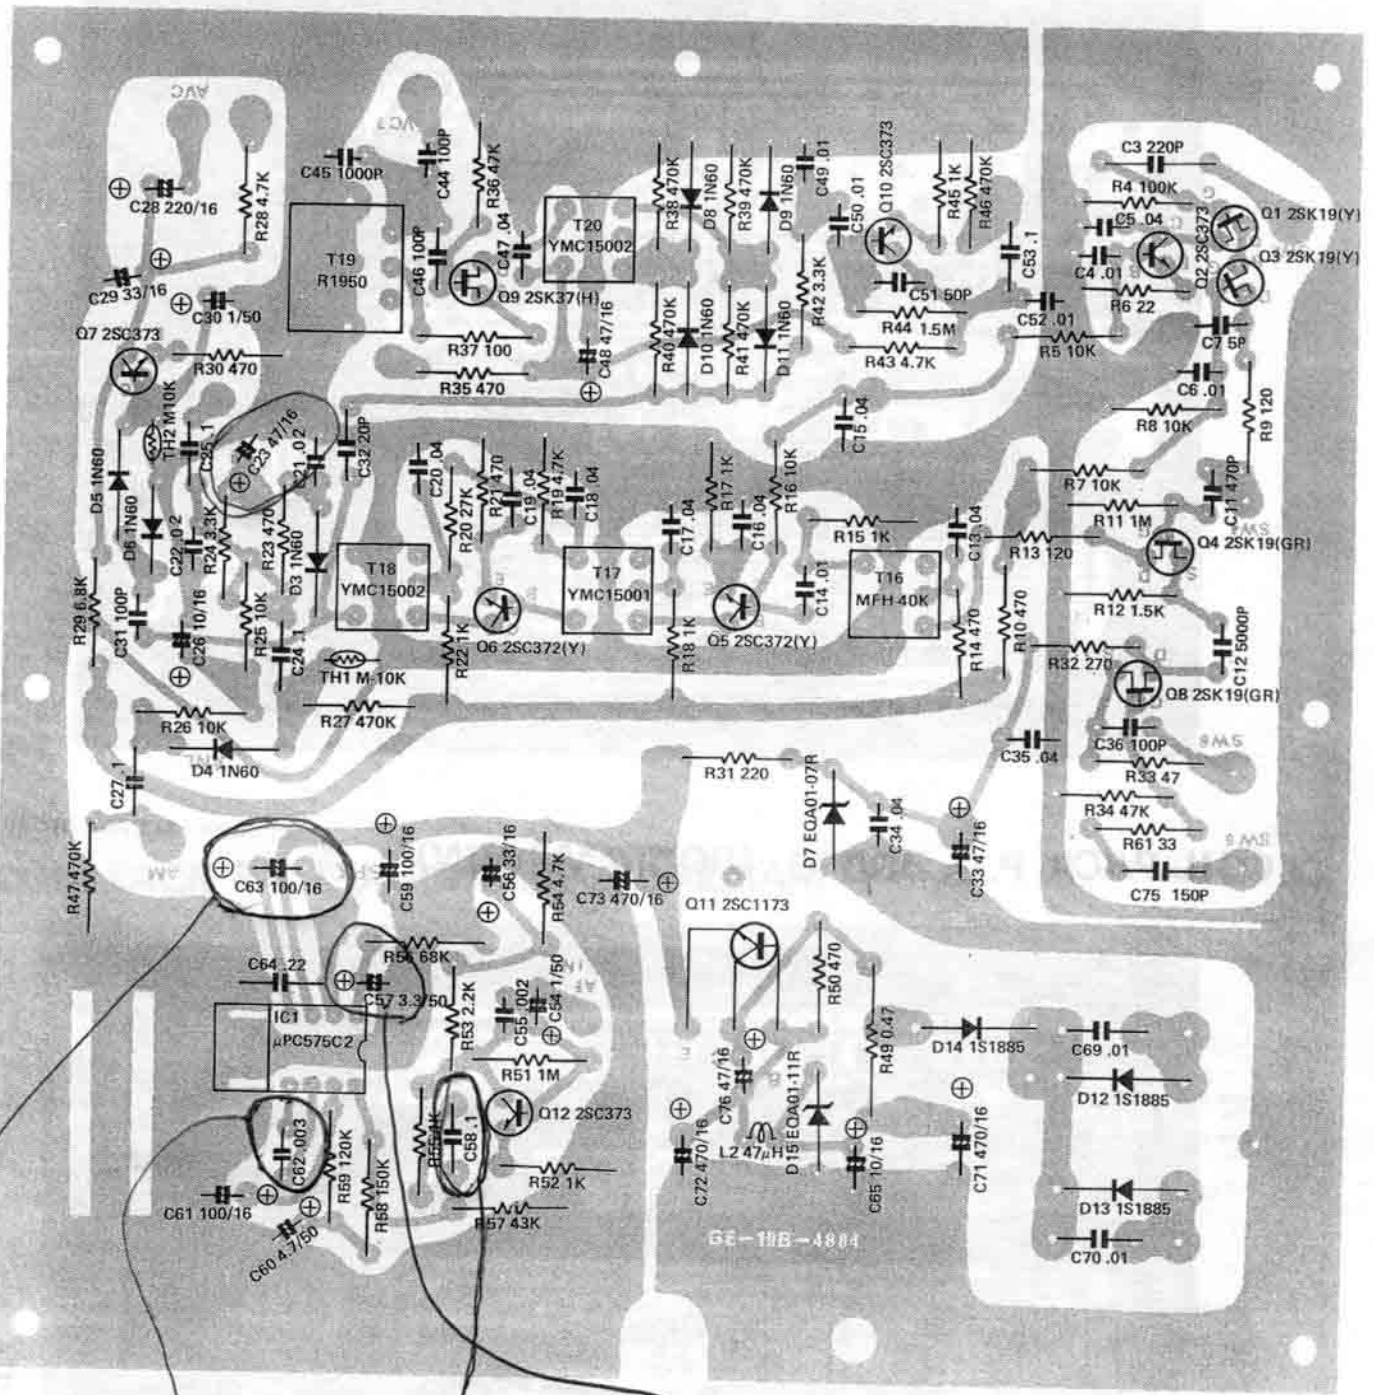 AVC
VC3
C28 220/16
R28 4.7K
C45 1000P
C44 100P
R36 47K
C3 220P
R4 100K
C5 .04
C4 .01
R6 22
Q1 2SK19(Y)
Q2 2SC373
Q3 2SK19(Y)
C29 33/16
C30 1/50
T19
R1950
C46 100P
C47 .04
Q9 2SK37(H)
T20
YMC15002
R38 470K
D8 1N60
R39 470K
D9 1N60
C49 .01
C50 .01
Q10 2SC373
R45 1K
R46 470K
C53 .1
C51 50P
C52 .01
R42 3.3K
R44 1.5M
R43 4.7K
R5 10K
C7 5P
Q7 2SC373
R30 470
R37 100
R35 470
C48 47/16
R40 470K
D10 1N60
R41 470K
D11 1N60
C6 .01
R8 10K
R9 120
TH2 M10K
C25 .1
C23 47/16
C21 .02
C32 20P
C15 .04
D5 1N60
D6 1N60
C22 .02
R24 3.3K
R23 470
D3 1N60
C20 .04
R20 27K
R21 470
C19 .04
R19 4.7K
C18 .04
C17 .04
R17 1K
C16 .04
R16 10K
R7 10K
R11 1M
C11 470P
R15 1K
C13 .04
R13 120
Q4 2SK19(GR)
T18
YMC15002
T17
YMC15001
C14 .01
T16
MFH 40K
R12 1.5K
R29 6.8K
C31 100P
C26 10/16
R25 10K
C24 .1
TH1 M-10K
R22 1K
Q6 2SC372(Y)
R18 1K
Q5 2SC372(Y)
R14 470
R10 470
R32 270
C12 5000P
Q8 2SK19(GR)
R26 10K
R27 470K
D4 1N60
C27 .1
R31 220
D7 EQA01-07R
C34 .04
C35 .04
C33 47/16
C36 100P
SW6
R33 47
R34 47K
R61 33
C75 150P
R47 470K
AM
C63 100/16
C59 100/16
C56 33/16
R54 4.7K
C73 470/16
Q11 2SC1173
R56 68K
C64 .22
C57 3.3/50
R53 2.2K
C55 .002
C54 1/50
R50 470
R49 0.47
IC1
μPC575C2
R51 1M
Q12 2SC373
C76 47/16
D15 EQA01-11R
L2 47μH
D14 1S1885
C69 .01
D12 1S1885
C62 .003
R59 120K
R58 150K
C58 .1
R52 1K
R57 43K
C72 470/16
C65 10/16
C71 470/16
C61 100/16
C60 4.7/50
D13 1S1885
C70 .01